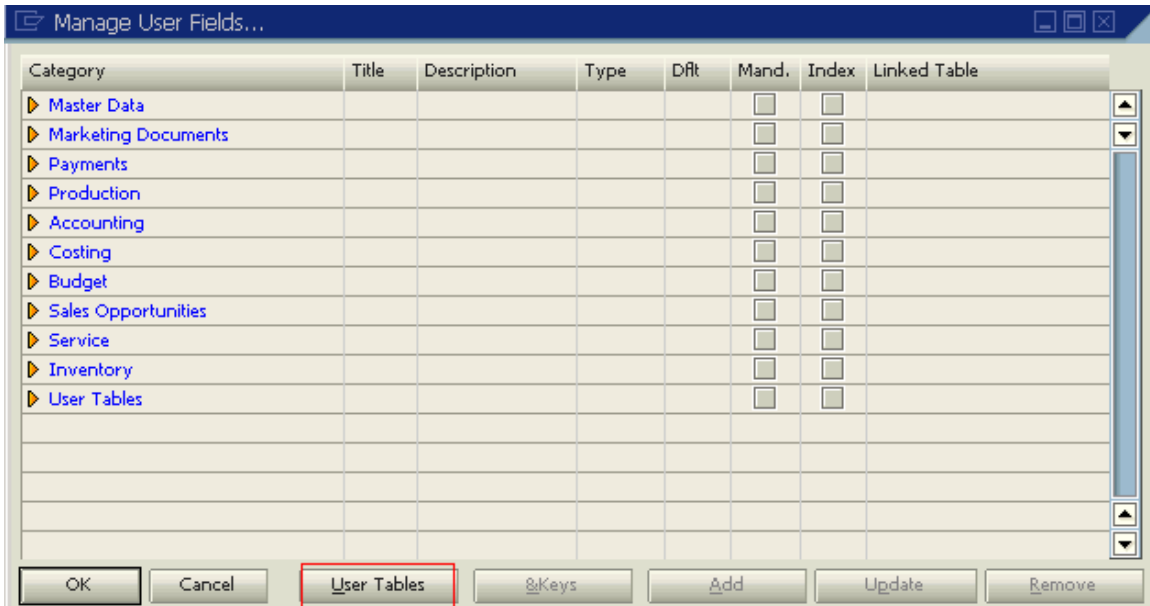 Manage User Fields...
Category Title Description Type Dflt Mand. Index Linked Table
Master Data
Marketing Documents
Payments
Production
Accounting
Costing
Budget
Sales Opportunities
Service
Inventory
User Tables
OK Cancel User Tables &Keys Add Update Remove